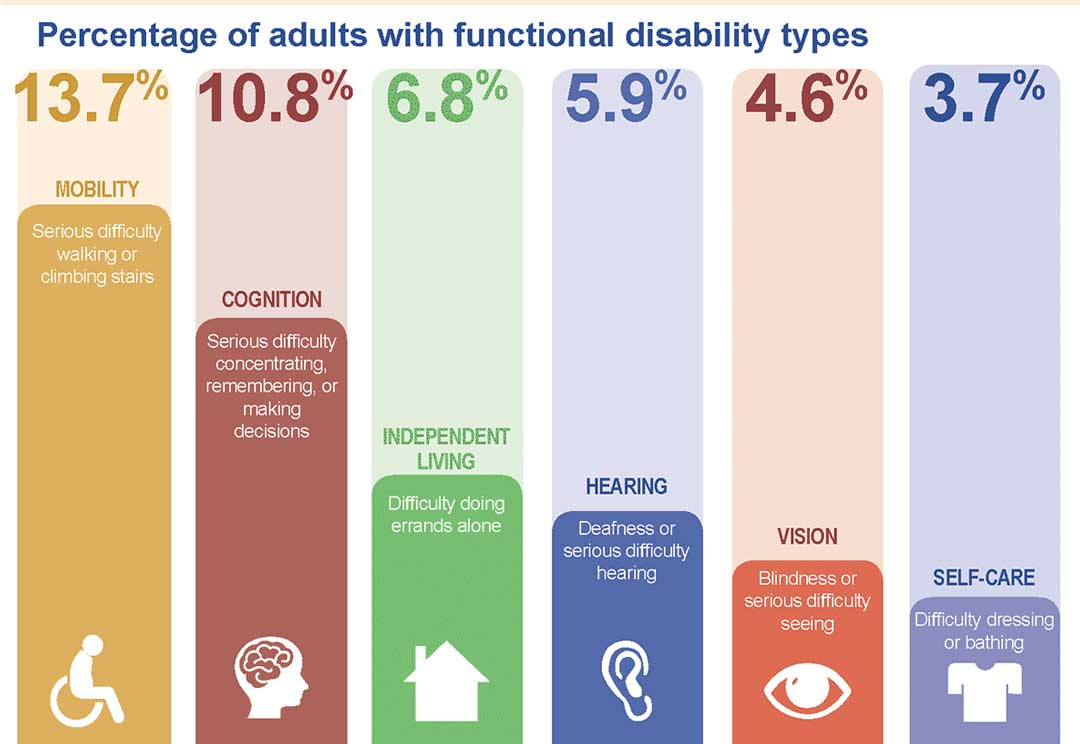 Percentage of adults with functional disability types
13.7%
MOBILITY
Serious difficulty
walking or
climbing stairs
10.8%
COGNITION
Serious difficulty
concentrating,
remembering, or
making
decisions
6.8%
INDEPENDENT
LIVING
Difficulty doing
errands alone
5.9%
HEARING
Deafness or
serious difficulty
hearing
4.6%
VISION
Blindness or
serious difficulty
seeing
3.7%
SELF-CARE
Difficulty dressing
or bathing